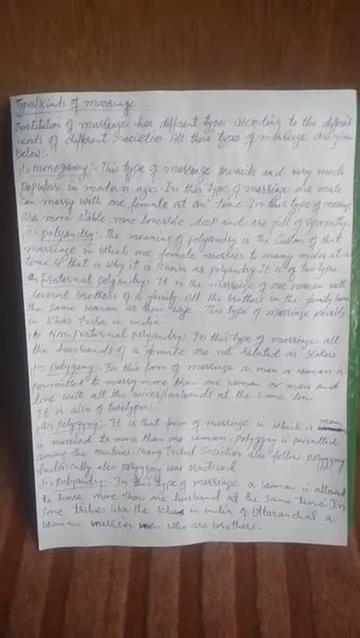 Types/Kinds of marriage :-
Institution of marriage has diffrent types according to the diffrent
needs of diffrent societies. All these types of marriage are given
below:-
(i) monogamy:- This type of marriage prevails and very much
popular in modern age. In this type of marriage one male
can marry with one female at one time. In this type of marriage
are more stable, more loveable, deep and are full of sympathy.
(ii) polyandry:- the meaning of polyandry is the custom of that
marriage in which one female marries to many males at a
time & that is why it is known as polyandry It is of two types
(a) Fraternal polyandry:- It is the marriage of one women with
several brothers of a family. All the brothers in the family have
the same woman as their wife. This type of marriage prevails
in Khas tribe in india.
(b) Non-fraternal polyandry: In this type of marriage all
the husbands of a female are not related as
(iii) Polygamy:- In this form of marriage a man or woman is
permitted to marry more than one woman or man and
live with all the wives/husbands at the same time
It is also of two types:-
(a) polygyny:- It is that form of marriage in which a man
is married to more than one woman. polygyny is permitted
among the muslims, many tribal societies also follow polygyny
historically also polygyny was practiced.
(b) polyandry:- In this type of marriage a woman is allowed
to have more than one husband at the same time. In
some tribes like the Khas in india of Uttaranchal a
woman marries men who are brothers.